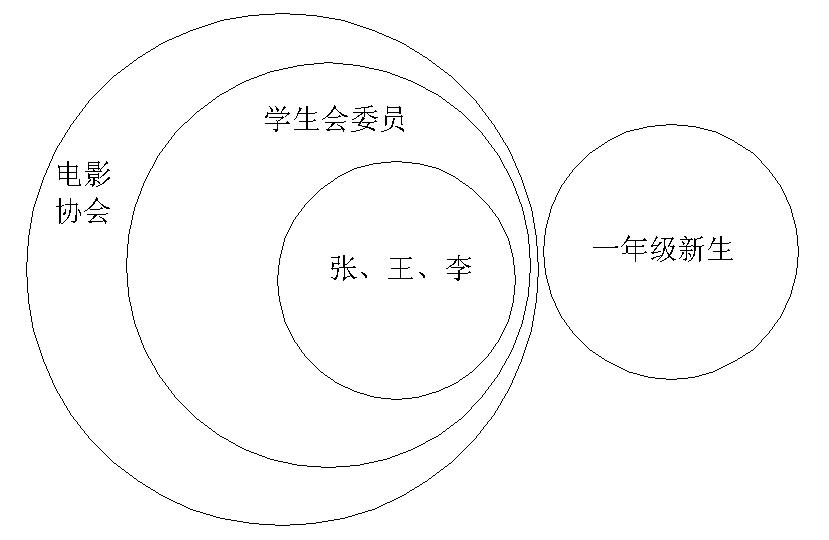 学生会委员
电影
协会
张、王、李
一年级新生